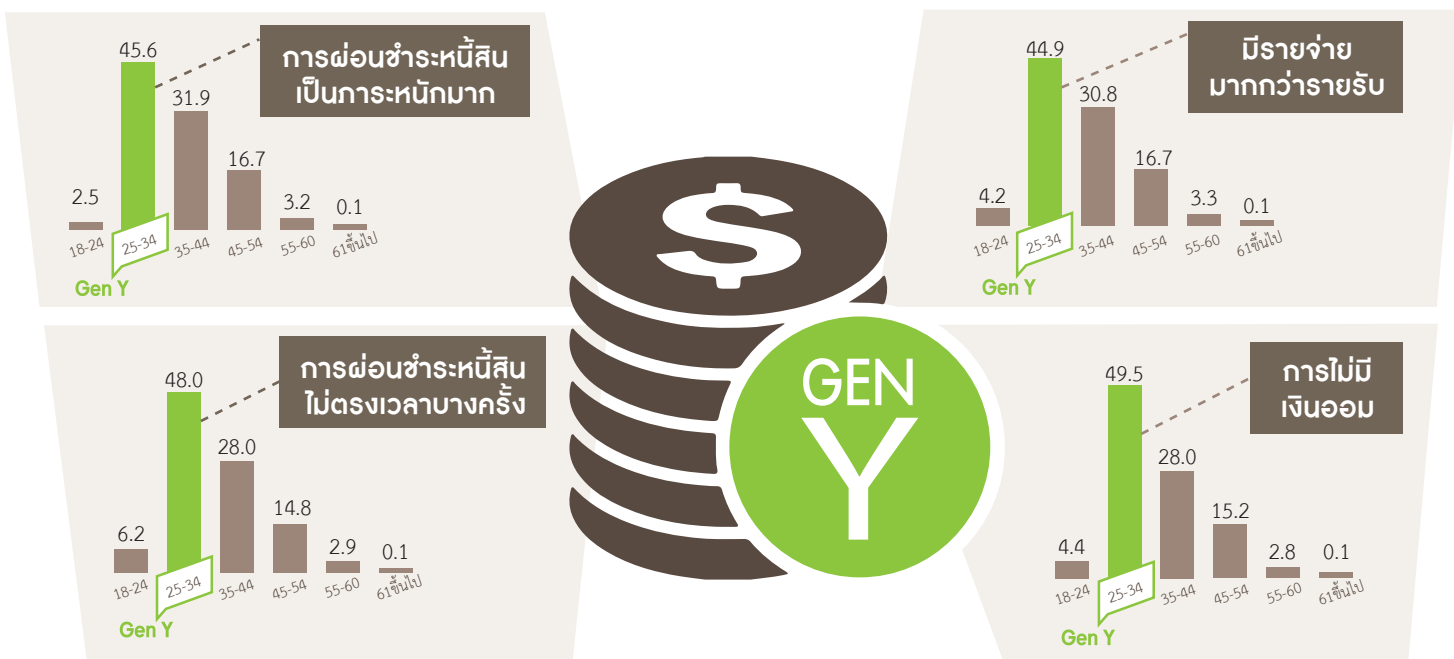 การผ่อนชำระหนี้สิน
เป็นภาระหนักมาก
45.6
31.9
16.7
2.5
3.2
0.1
18-24
25-34
35-44
45-54
55-60
61ขึ้นไป
Gen Y
มีรายจ่าย
มากกว่ารายรับ
44.9
30.8
16.7
4.2
3.3
0.1
18-24
25-34
35-44
45-54
55-60
61ขึ้นไป
Gen Y
$
GEN
Y
การผ่อนชำระหนี้สิน
ไม่ตรงเวลาบางครั้ง
48.0
28.0
14.8
6.2
2.9
0.1
18-24
25-34
35-44
45-54
55-60
61ขึ้นไป
Gen Y
การไม่มี
เงินออม
49.5
28.0
15.2
4.4
2.8
0.1
18-24
25-34
35-44
45-54
55-60
61ขึ้นไป
Gen Y